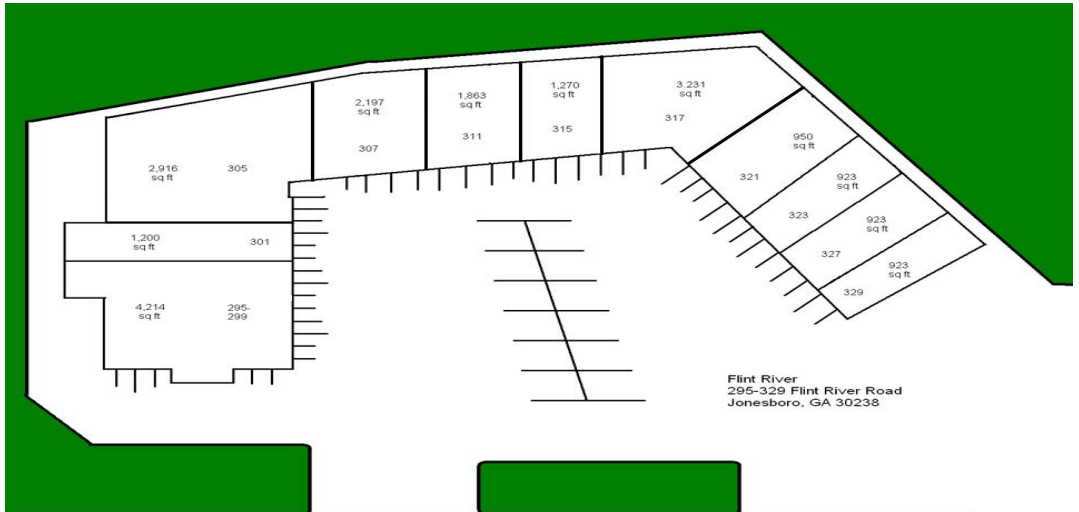 2,197
sq ft
307
1,863
sq ft
311
1,270
sq ft
315
3.231
sq ft
317
950
sq ft
321
923
sq ft
323
923
sq ft
327
923
sq ft
329
2,916
sq ft
305
1,200
sq ft
301
4,214
sq ft
295-
299
Flint River
295-329 Flint River Road
Jonesboro, GA 30238